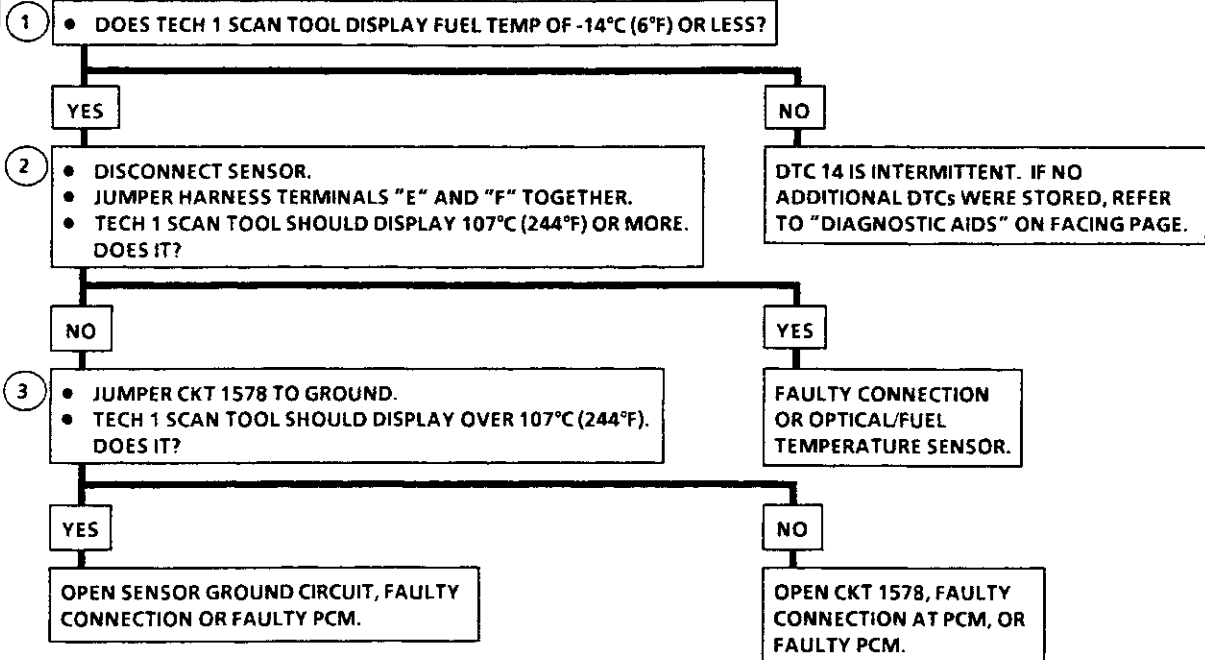 1
• DOES TECH 1 SCAN TOOL DISPLAY FUEL TEMP OF -14°C (6°F) OR LESS?
YES
NO
2
• DISCONNECT SENSOR.
• JUMPER HARNESS TERMINALS "E" AND "F" TOGETHER.
• TECH 1 SCAN TOOL SHOULD DISPLAY 107°C (244°F) OR MORE.
DOES IT?
DTC 14 IS INTERMITTENT. IF NO
ADDITIONAL DTCs WERE STORED, REFER
TO "DIAGNOSTIC AIDS" ON FACING PAGE.
NO
YES
3
• JUMPER CKT 1578 TO GROUND.
• TECH 1 SCAN TOOL SHOULD DISPLAY OVER 107°C (244°F).
DOES IT?
FAULTY CONNECTION
OR OPTICAL/FUEL
TEMPERATURE SENSOR.
YES
NO
OPEN SENSOR GROUND CIRCUIT, FAULTY
CONNECTION OR FAULTY PCM.
OPEN CKT 1578, FAULTY
CONNECTION AT PCM, OR
FAULTY PCM.